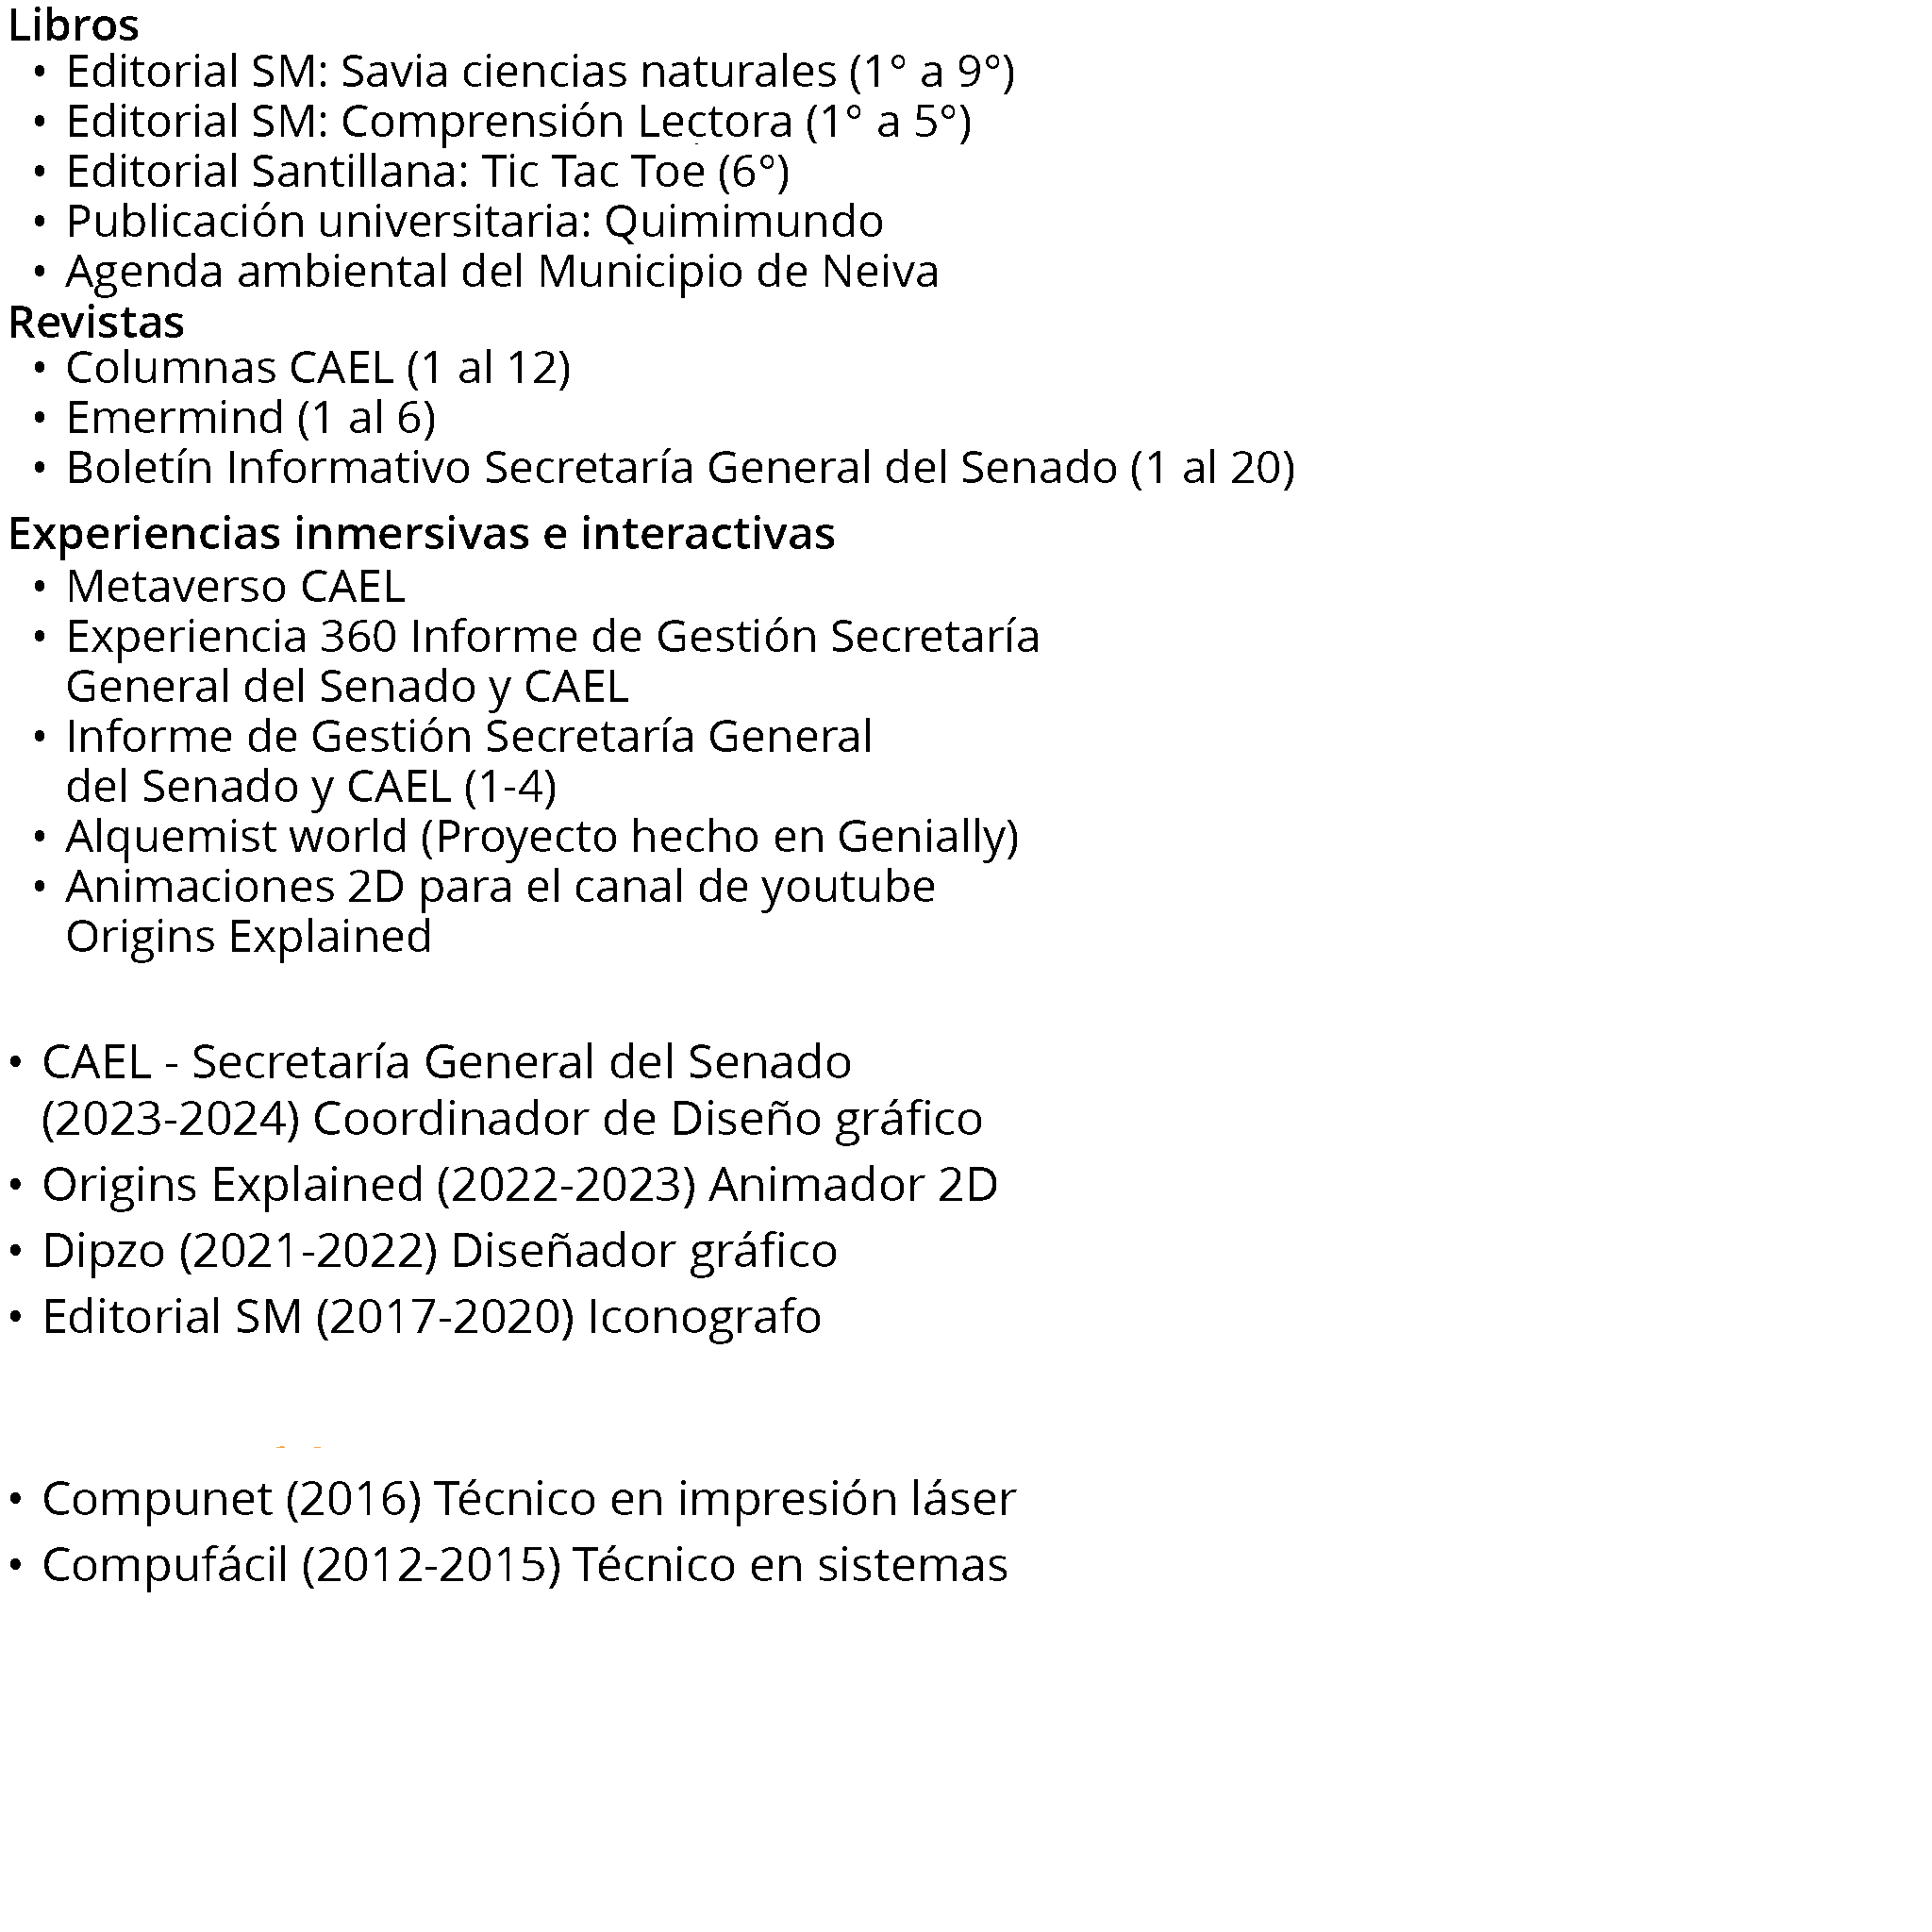 Libros
• Editorial SM: Savia ciencias naturales (1° a 9°)
• Editorial SM: Comprensión Lectora (1° a 5°)
• Editorial Santillana: Tic Tac Toe (6°)
• Publicación universitaria: Quimimundo
• Agenda ambiental del Municipio de Neiva
Revistas
• Columnas CAEL (1 al 12)
• Emermind (1 al 6)
• Boletín Informativo Secretaría General del Senado (1 al 20)
Experiencias inmersivas e interactivas
• Metaverso CAEL
• Experiencia 360 Informe de Gestión Secretaría
General del Senado y CAEL
• Informe de Gestión Secretaría General
del Senado y CAEL (1-4)
• Alquemist world (Proyecto hecho en Genially)
• Animaciones 2D para el canal de youtube
Origins Explained
• CAEL - Secretaría General del Senado
(2023-2024) Coordinador de Diseño gráfico
• Origins Explained (2022-2023) Animador 2D
• Dipzo (2021-2022) Diseñador gráfico
• Editorial SM (2017-2020) Iconografo
• Compunet (2016) Técnico en impresión láser
• Compufácil (2012-2015) Técnico en sistemas